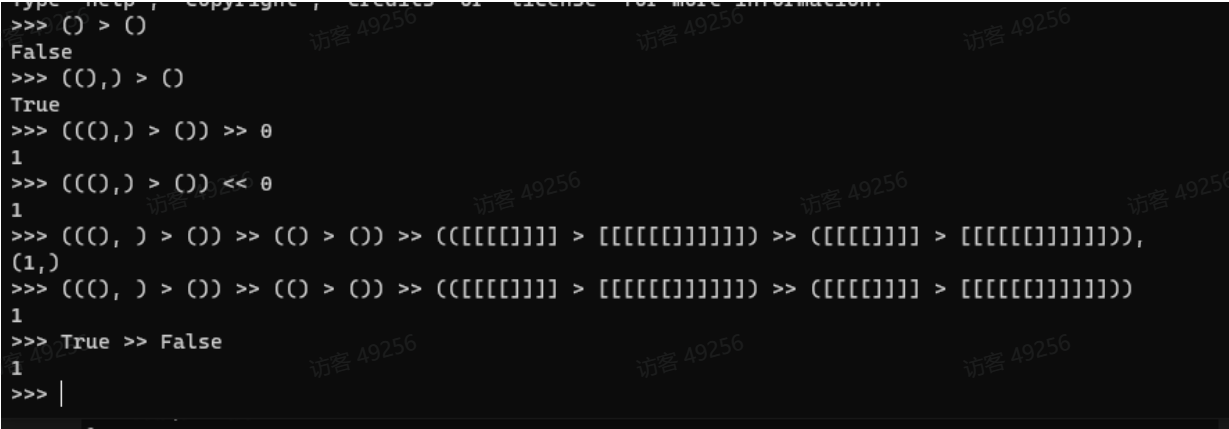 Type "help", "copyright", "credits" or "license" for more information.
>>> () > ()
False
>>> ((),) > ()
True
>>> (((),) > ()) >> 0
1
>>> (((),) > ()) << 0
1
>>> (((), ) > ()) >> (() > ()) >> (([[[[]]]] > [[[[[[]]]]]]) >> ([[[[]]]] > [[[[[[]]]]]])),
(1,)
>>> (((), ) > ()) >> (() > ()) >> (([[[[]]]] > [[[[[[]]]]]]) >> ([[[[]]]] > [[[[[[]]]]]]))
1
>>> True >> False
1
>>>
访客 49256
访客 49256
访客 49256
访客 49256
访客 49256
访客 49256
访客 49256
访客 49256
访客 49256